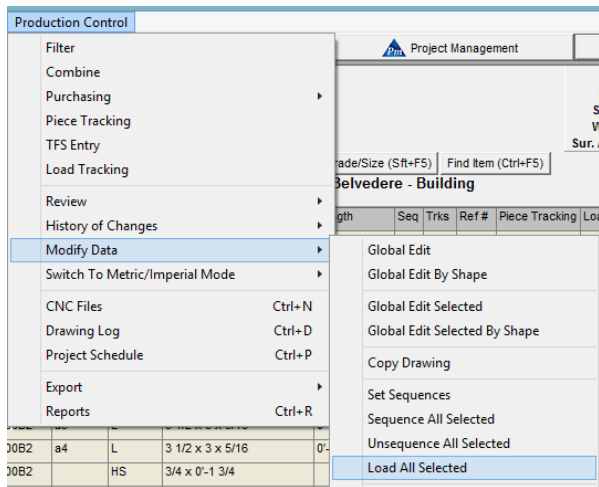 Production Control
Filter
Combine
Purchasing
Piece Tracking
TFS Entry
Load Tracking
Review
History of Changes
Modify Data
Switch To Metric/Imperial Mode
CNC Files Ctrl+N
Drawing Log Ctrl+D
Project Schedule Ctrl+P
Export
Reports Ctrl+R
Pm Project Management
Sur.
rade/Size (Sft+F5) Find Item (Ctrl+F5)
Belvedere - Building
gth Seq Trks Ref # Piece Tracking Loa
Global Edit
Global Edit By Shape
Global Edit Selected
Global Edit Selected By Shape
Copy Drawing
Set Sequences
Sequence All Selected
Unsequence All Selected
Load All Selected
00B2 a4 L 3 1/2 x 3 x 5/16 0'-
00B2 HS 3/4 x 0'-1 3/4